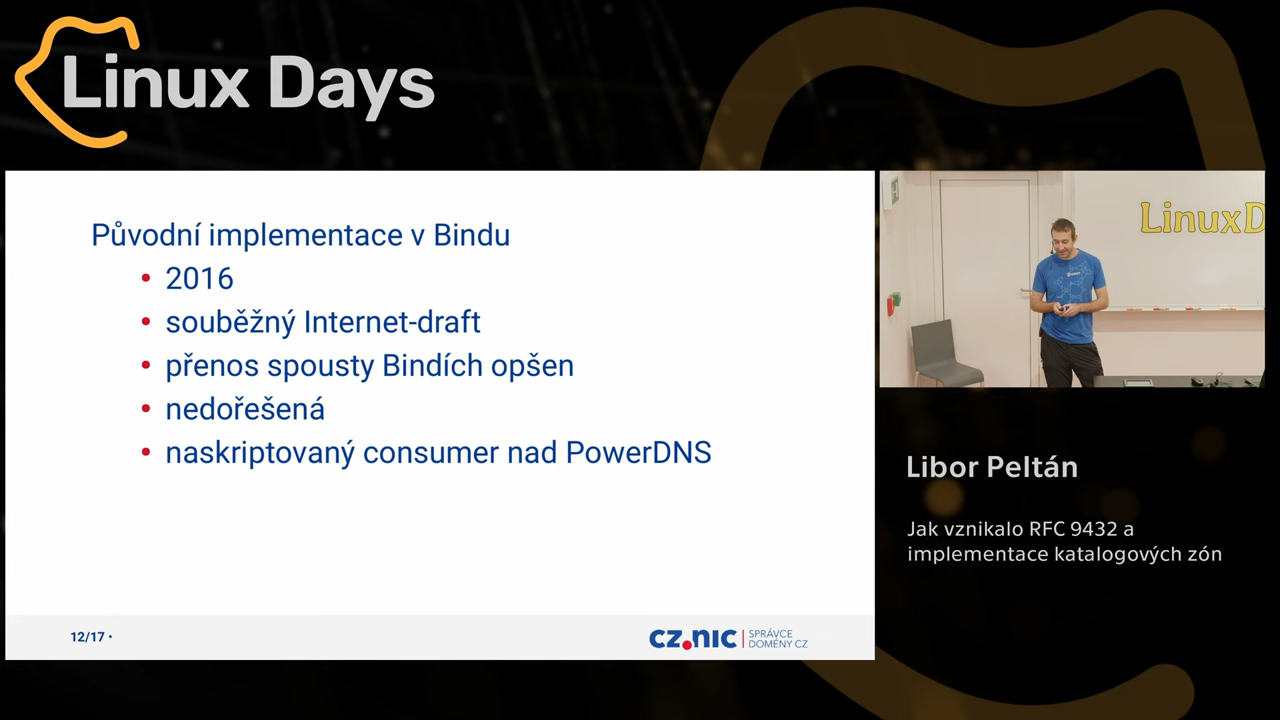 Linux Days
Původní implementace v Bindu
• 2016
• souběžný Internet-draft
• přenos spousty Bindích opšen
• nedořešená
• naskriptovaný consumer nad PowerDNS
12/17 •
CZ.NIC
SPRÁVCE
DOMÉNY CZ
LinuxD
Libor Peltán
Jak vznikalo RFC 9432 a
implementace katalogových zón